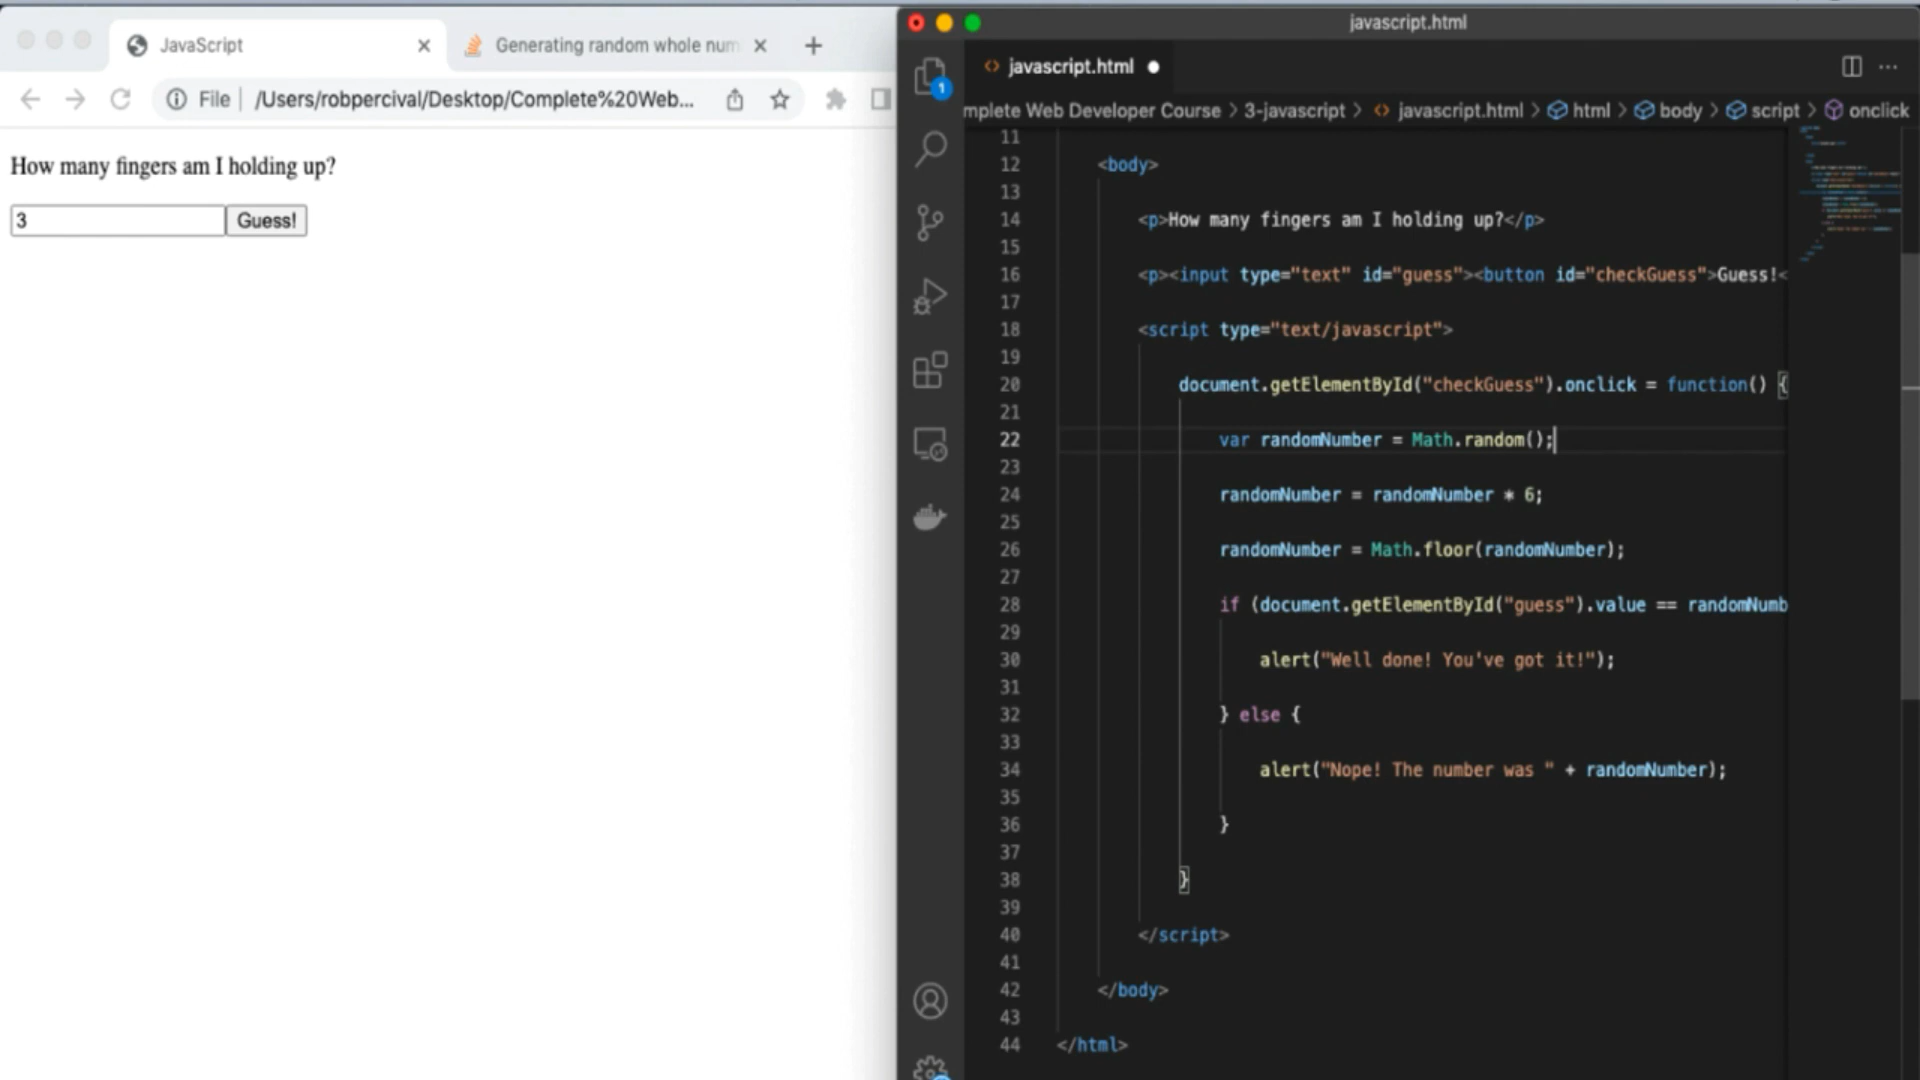 JavaScript
Generating random whole num
File
/Users/robpercival/Desktop/Complete%20Web...
How many fingers am I holding up?
3
Guess!
javascript.html
1
<> javascript.html
mplete Web Developer Course > 3-javascript > <> javascript.html > html > body > script > onclick
11
12 <body>
13
14 <p>How many fingers am I holding up?</p>
15
16 <p><input type="text" id="guess"><button id="checkGuess">Guess!<
17
18 <script type="text/javascript">
19
20 document.getElementById("checkGuess").onclick = function() {
21
22 var randomNumber = Math.random();
23
24 randomNumber = randomNumber * 6;
25
26 randomNumber = Math.floor(randomNumber);
27
28 if (document.getElementById("guess").value == randomNumb
29
30 alert("Well done! You've got it!");
31
32 } else {
33
34 alert("Nope! The number was " + randomNumber);
35
36 }
37
38 }
39
40 </script>
41
42 </body>
43
44 </html>